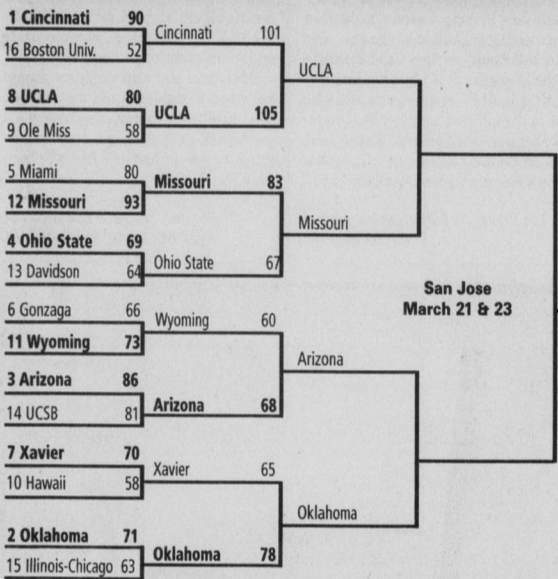 1 Cincinnati 90
16 Boston Univ. 52
8 UCLA 80
9 Ole Miss 58
5 Miami 80
12 Missouri 93
4 Ohio State 69
13 Davidson 64
6 Gonzaga 66
11 Wyoming 73
3 Arizona 86
14 UCSB 81
7 Xavier 70
10 Hawaii 58
2 Oklahoma 71
15 Illinois-Chicago 63
Cincinnati 101
UCLA 105
Missouri 83
Ohio State 67
Wyoming 60
Arizona 68
Xavier 65
Oklahoma 78
UCLA
Missouri
Arizona
Oklahoma
San Jose
March 21 & 23